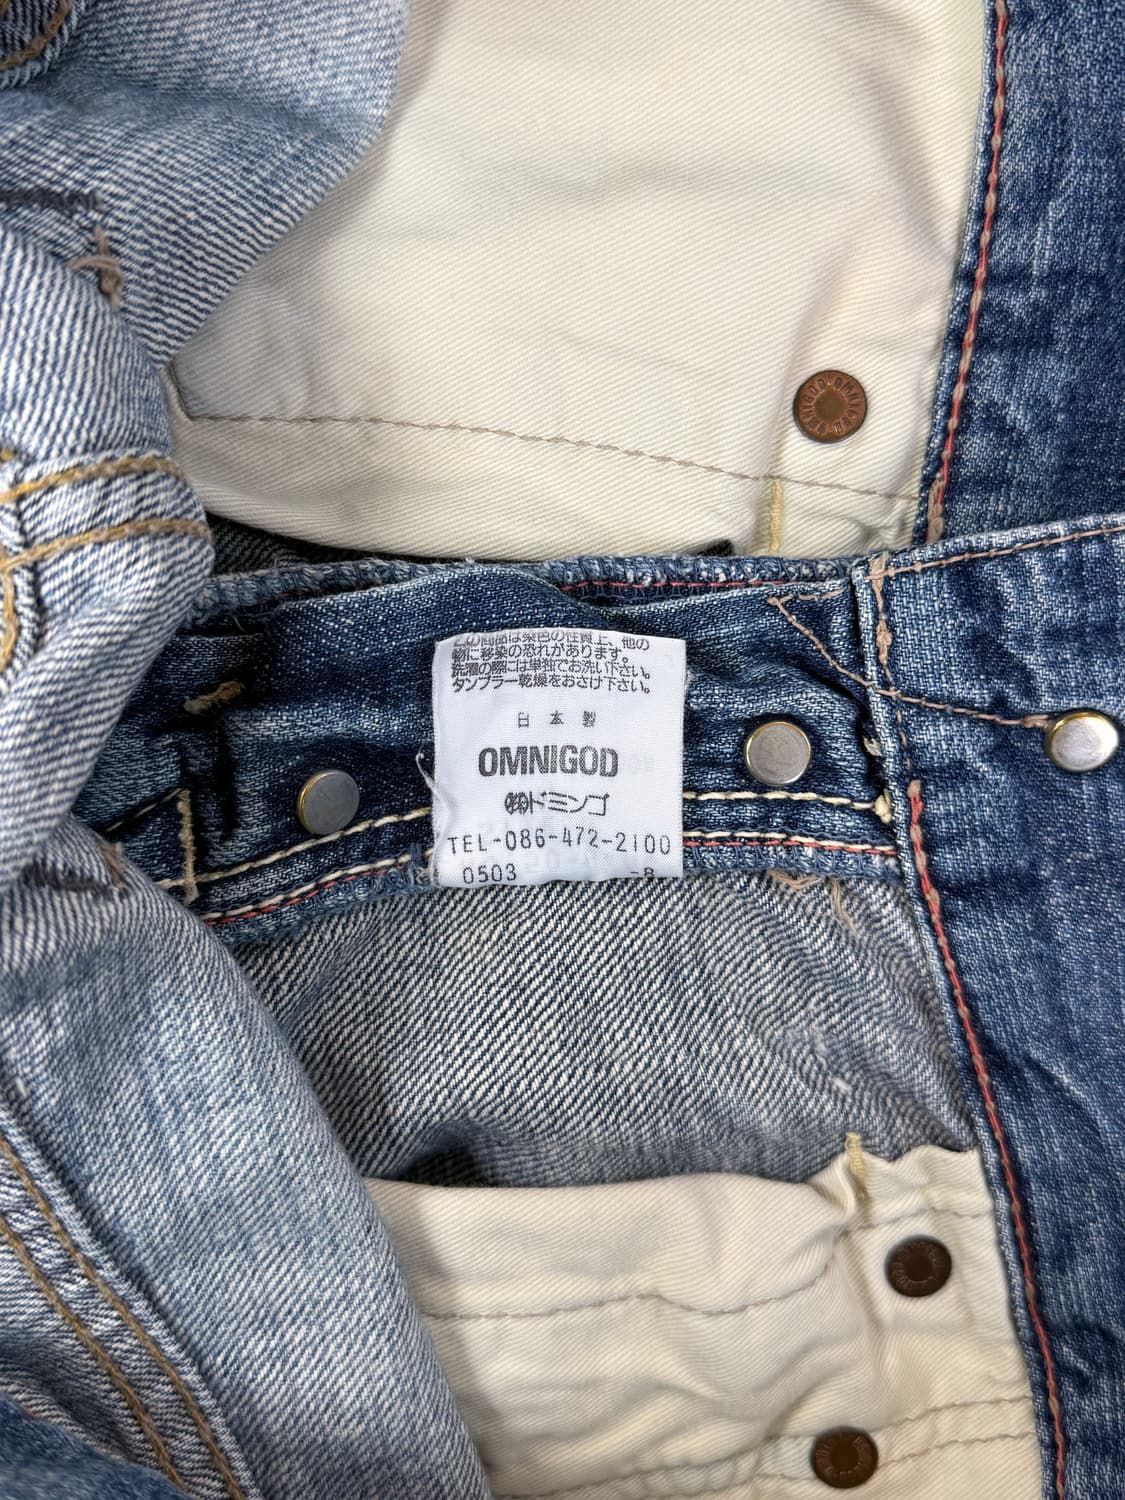 OMNIGOD・OMNIGOD
この商品は染色の性質上、他の
物に移染の恐れがあります。
洗濯の際には単独でお洗い下さい。
タンブラー乾燥をおさけ下さい。
日本製
OMNIGOD
㈱ドミンゴ
TEL-086-472-2100
0503 -8